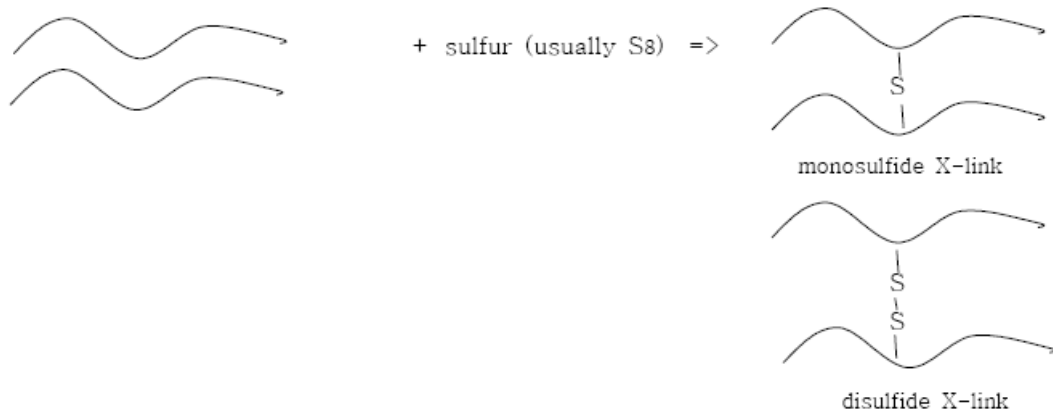 + sulfur (usually S8) =>
S
monosulfide X-link
S
S
disulfide X-link